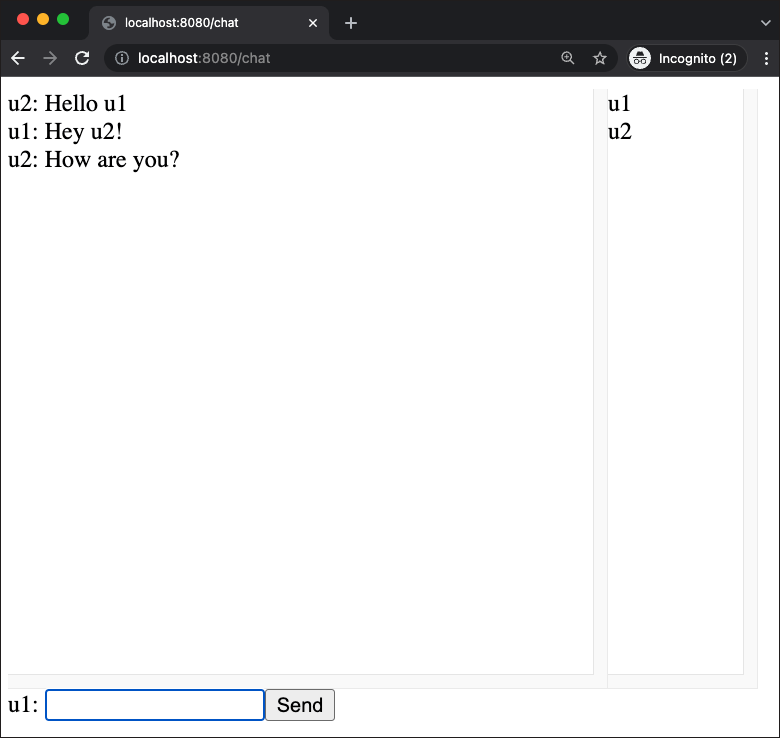 localhost:8080/chat
localhost:8080/chat
Incognito (2)
u2: Hello u1
u1: Hey u2!
u2: How are you?
u1
u2
u1:
Send